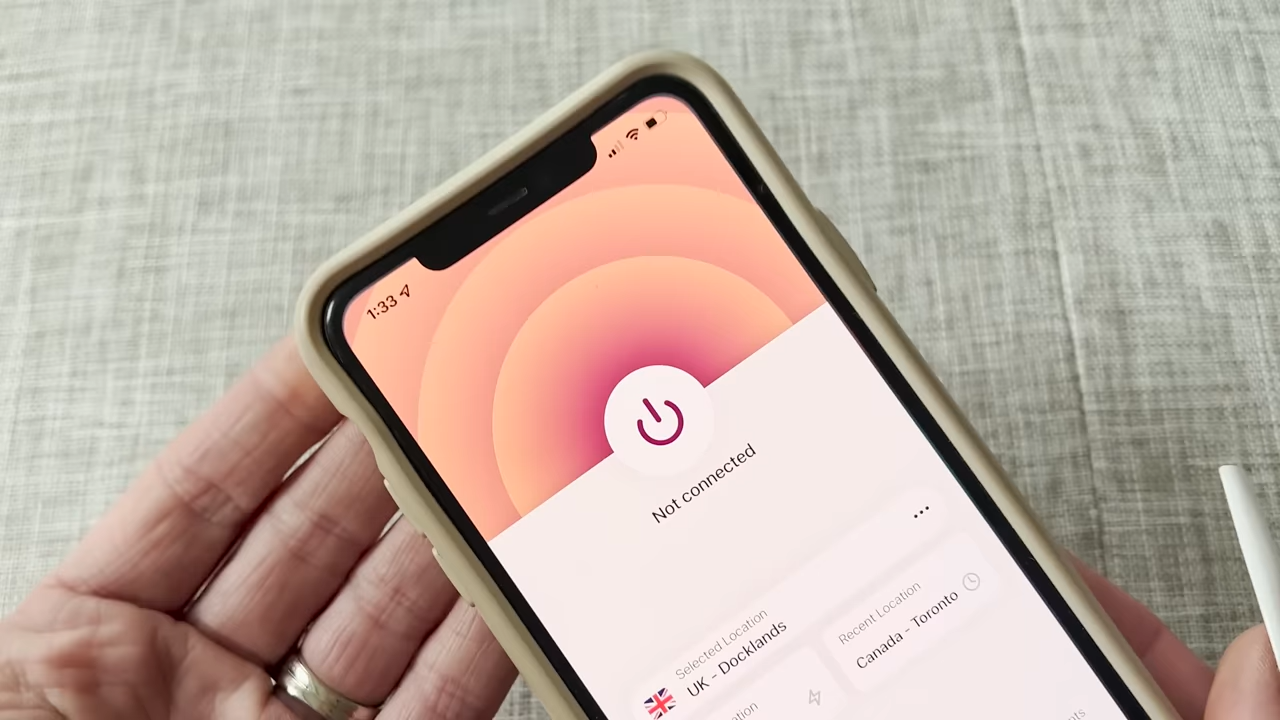 1:33
Not connected
Selected Location
UK - Docklands
Recent Location
Canada - Toronto